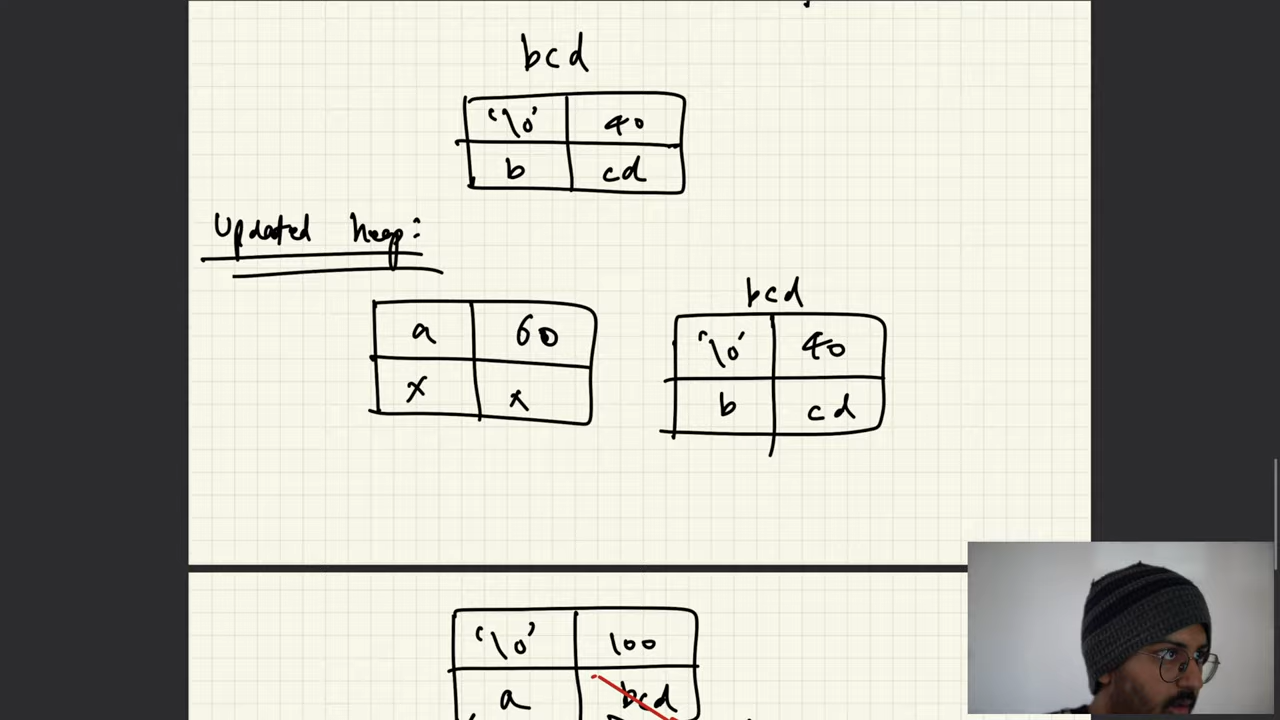 bcd
'\0' 40
b cd
Updated heap:
a 60
x x
bcd
'\0' 40
b cd
'\0' 100
a bcd